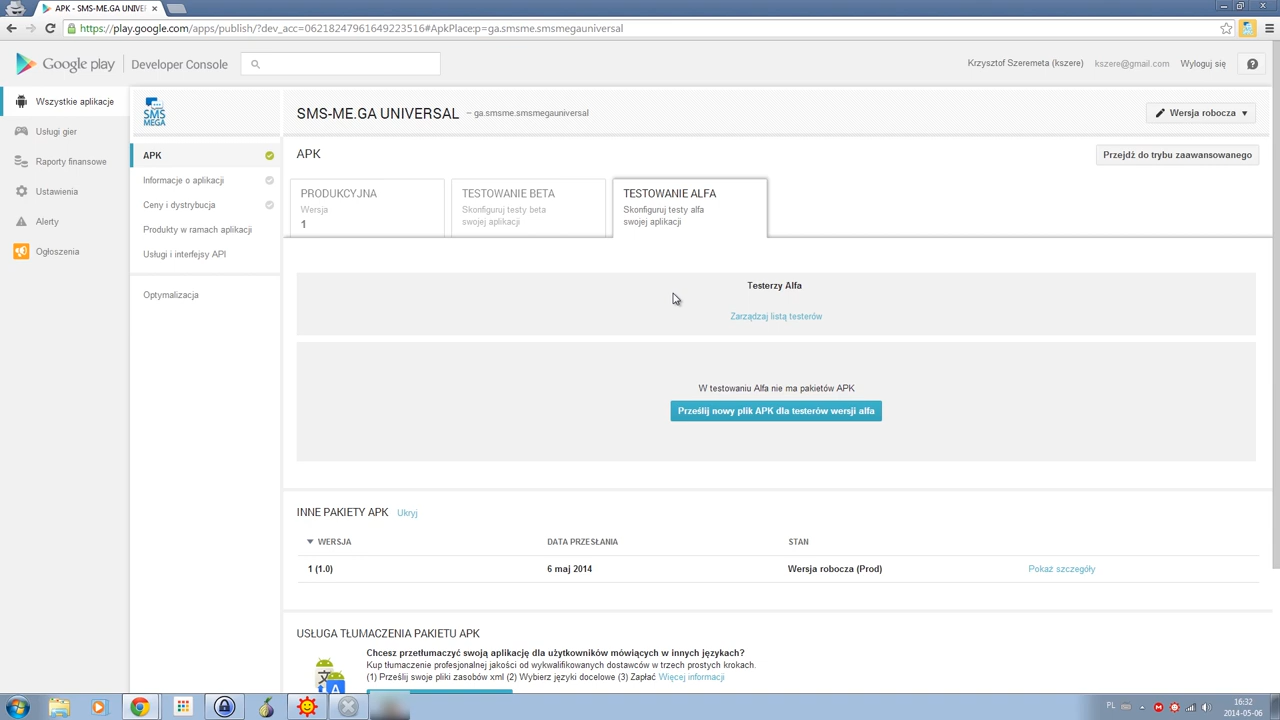 APK - SMS-ME.GA UNIVER
https://play.google.com/apps/publish/?dev_acc=06218247961649223516#ApkPlace:p=ga.smsme.smsmegauniversal
Google play
Developer Console
Krzysztof Szeremeta (kszere)
kszere@gmail.com
Wyloguj się
Wszystkie aplikacje
Usługi gier
Raporty finansowe
Ustawienia
Alerty
Ogłoszenia
SMS
MEGA
APK
Informacje o aplikacji
Ceny i dystrybucja
Produkty w ramach aplikacji
Usługi i interfejsy API
Optymalizacja
SMS-ME.GA UNIVERSAL – ga.smsme.smsmegauniversal
Wersja robocza
APK
Przejdź do trybu zaawansowanego
PRODUKCYJNA
Wersja
1
TESTOWANIE BETA
Skonfiguruj testy beta
swojej aplikacji
TESTOWANIE ALFA
Skonfiguruj testy alfa
swojej aplikacji
Testerzy Alfa
Zarządzaj listą testerów
W testowaniu Alfa nie ma pakietów APK
Prześlij nowy plik APK dla testerów wersji alfa
INNE PAKIETY APK Ukryj
WERSJA DATA PRZESŁANIA STAN
1 (1.0) 6 maj 2014 Wersja robocza (Prod) Pokaż szczegóły
USŁUGA TŁUMACZENIA PAKIETU APK
Chcesz przetłumaczyć swoją aplikację dla użytkowników mówiących w innych językach?
Kup tłumaczenie profesjonalnej jakości od wykwalifikowanych dostawców w trzech prostych krokach.
(1) Prześlij swoje pliki zasobów xml (2) Wybierz języki docelowe (3) Zapłać Więcej informacji
PL
16:32
2014-05-06